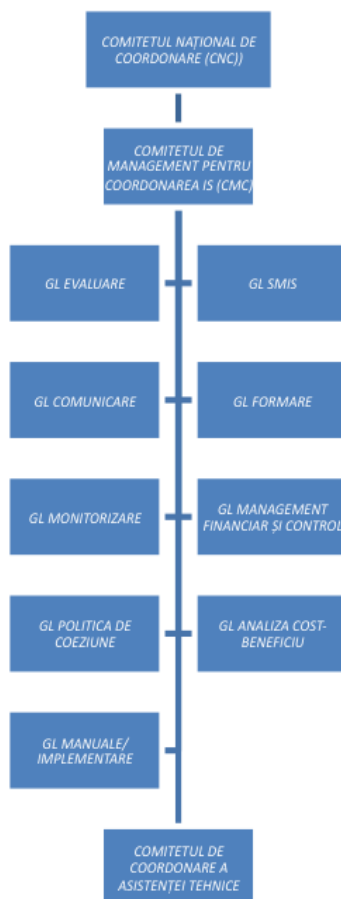 COMITETUL NAȚIONAL DE
COORDONARE (CNC))
COMITETUL DE
MANAGEMENT PENTRU
COORDONAREA IS (CMC)
GL EVALUARE
GL SMIS
GL COMUNICARE
GL FORMARE
GL MONITORIZARE
GL MANAGEMENT
FINANCIAR ȘI CONTROL
GL POLITICA DE
COEZIUNE
GL ANALIZA COST-
BENEFICIU
GL MANUALE/
IMPLEMENTARE
COMITETUL DE
COORDONARE A
ASISTENȚEI TEHNICE